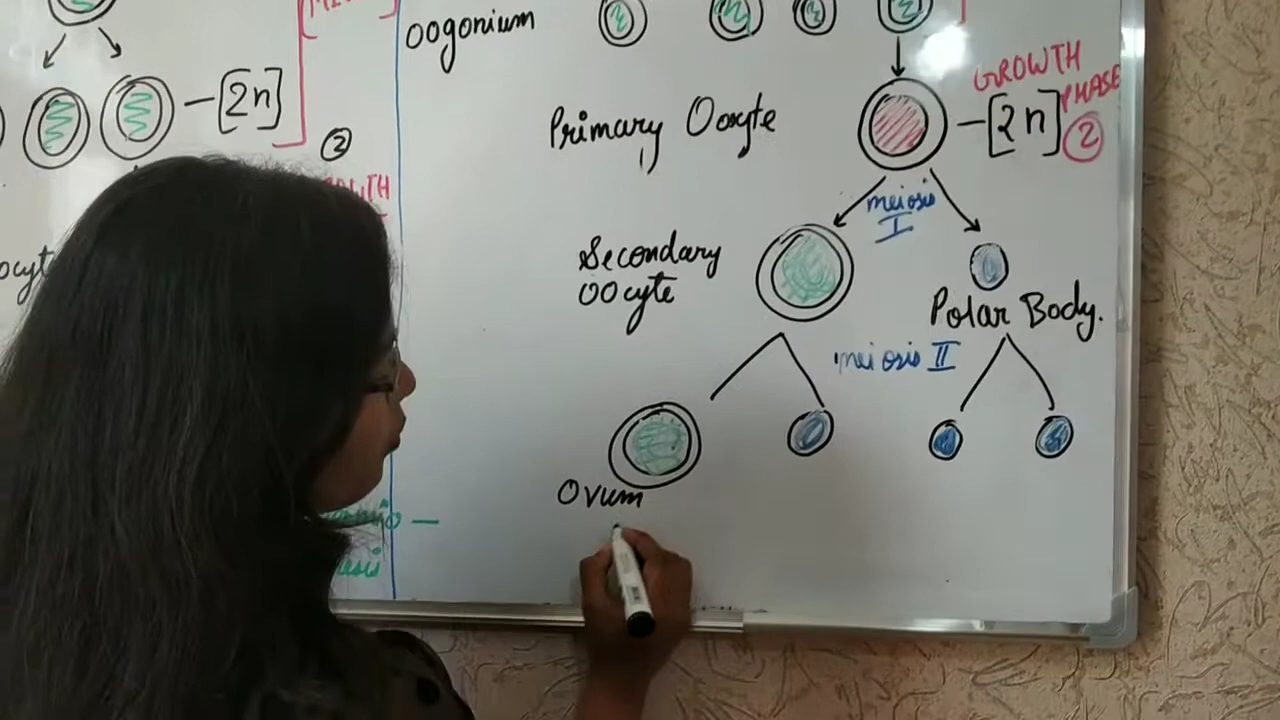 oogonium
[2n]
2
Primary Oocyte
[2n]
GROWTH
PHASE
2
meiosis
I
Secondary
oocyte
Polar Body.
meiosis II
Ovum